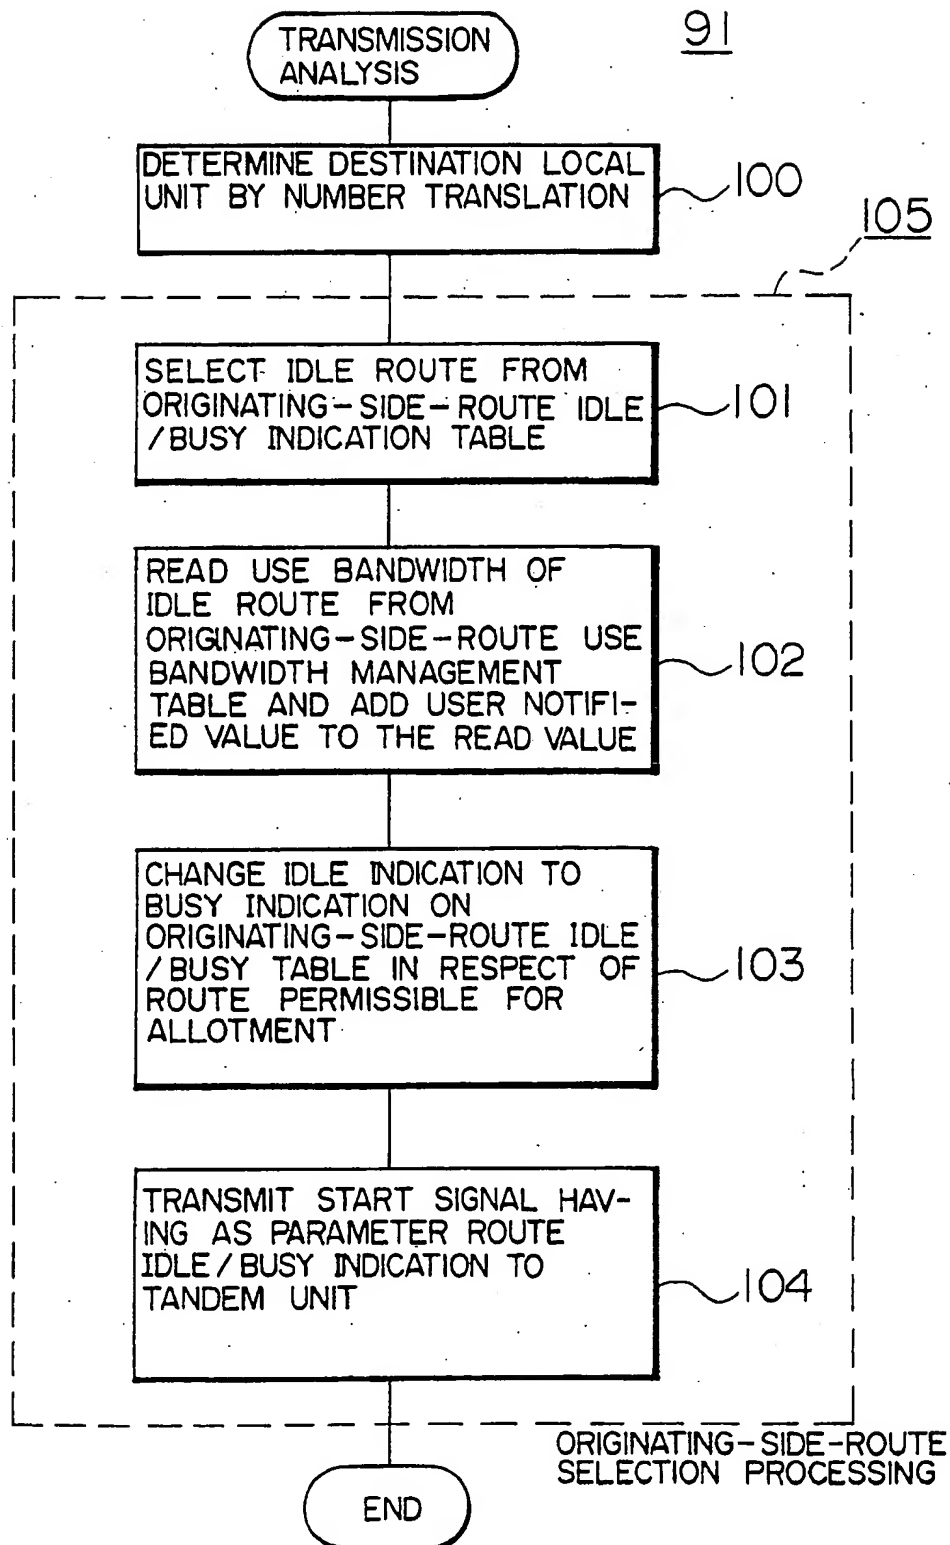 TRANSMISSION
ANALYSIS
91
DETERMINE DESTINATION LOCAL
UNIT BY NUMBER TRANSLATION
100
105
SELECT IDLE ROUTE FROM
ORIGINATING-SIDE-ROUTE IDLE
/BUSY INDICATION TABLE
101
READ USE BANDWIDTH OF
IDLE ROUTE FROM
ORIGINATING-SIDE-ROUTE USE
BANDWIDTH MANAGEMENT
TABLE AND ADD USER NOTIFI-
ED VALUE TO THE READ VALUE
102
CHANGE IDLE INDICATION TO
BUSY INDICATION ON
ORIGINATING-SIDE-ROUTE IDLE
/BUSY TABLE IN RESPECT OF
ROUTE PERMISSIBLE FOR
ALLOTMENT
103
TRANSMIT START SIGNAL HAV-
ING AS PARAMETER ROUTE
IDLE/BUSY INDICATION TO
TANDEM UNIT
104
ORIGINATING-SIDE-ROUTE
SELECTION PROCESSING
END